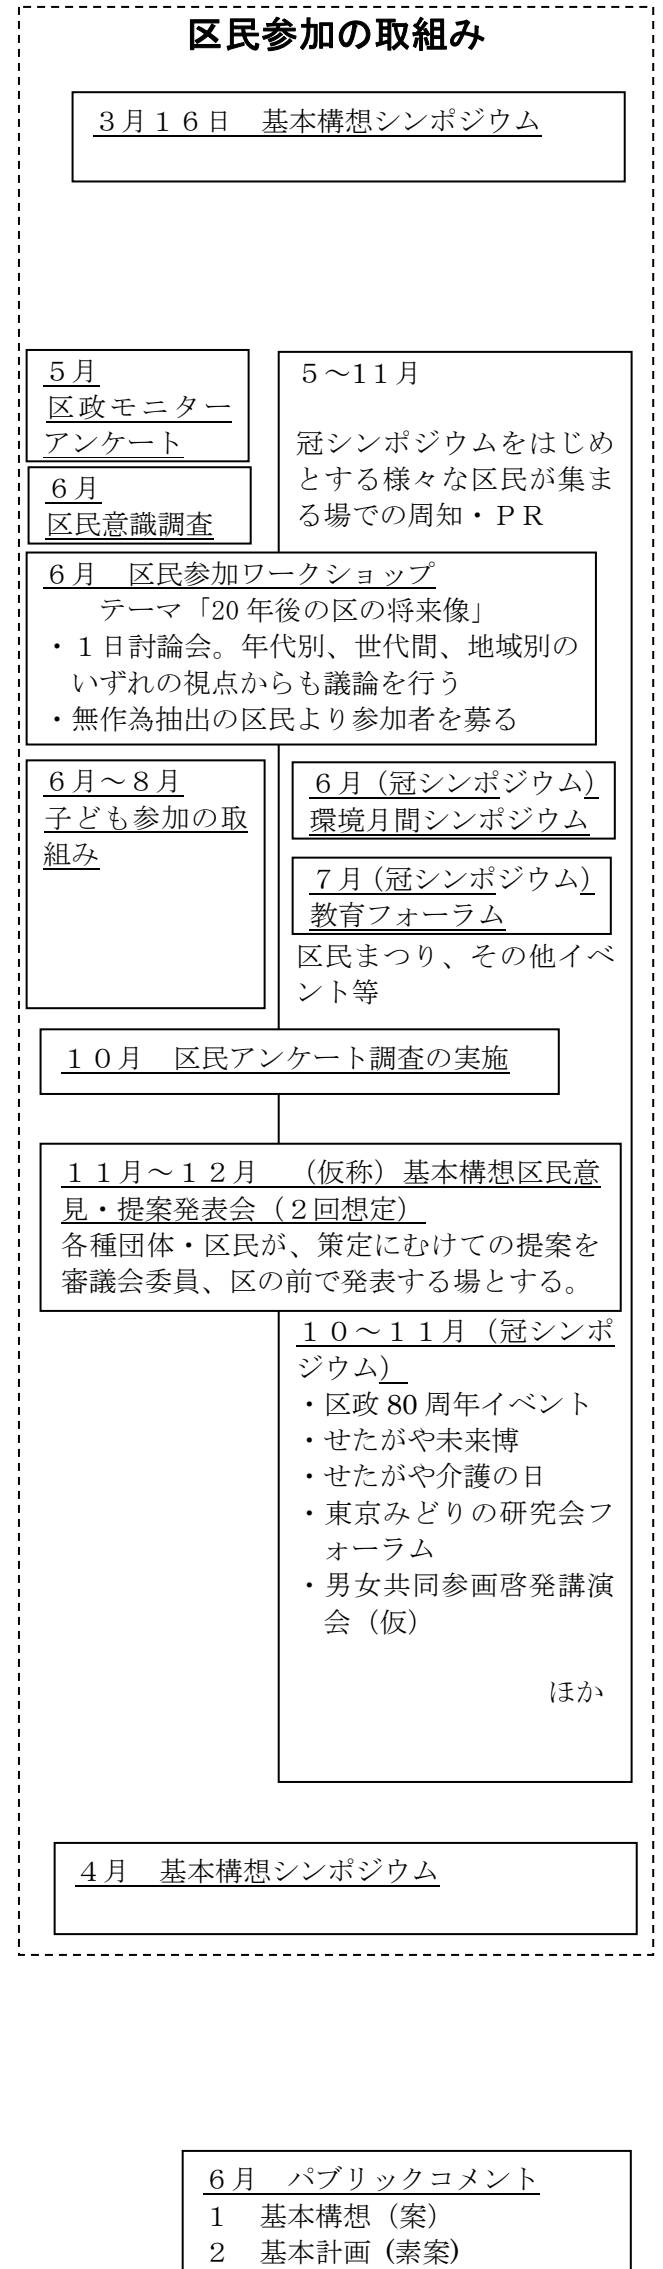 区民参加の取組み
３月１６日　基本構想シンポジウム
５月
区政モニター
アンケート
６月
区民意識調査
５～１１月
冠シンポジウムをはじめ
とする様々な区民が集ま
る場での周知・ＰＲ
６月　区民参加ワークショップ
テーマ「20年後の区の将来像」
・１日討論会。年代別、世代間、地域別の
いずれの視点からも議論を行う
・無作為抽出の区民より参加者を募る
６月～８月
子ども参加の取
組み
６月（冠シンポジウム）
環境月間シンポジウム
７月（冠シンポジウム）
教育フォーラム
区民まつり、その他イベ
ント等
１０月　区民アンケート調査の実施
１１月～１２月　（仮称）基本構想区民意
見・提案発表会（２回想定）
各種団体・区民が、策定にむけての提案を
審議会委員、区の前で発表する場とする。
１０～１１月（冠シンポ
ジウム）
・区政80周年イベント
・せたがや未来博
・せたがや介護の日
・東京みどりの研究会フ
ォーラム
・男女共同参画啓発講演
会（仮）
ほか
４月　基本構想シンポジウム
６月　パブリックコメント
１　基本構想（案）
２　基本計画（素案）